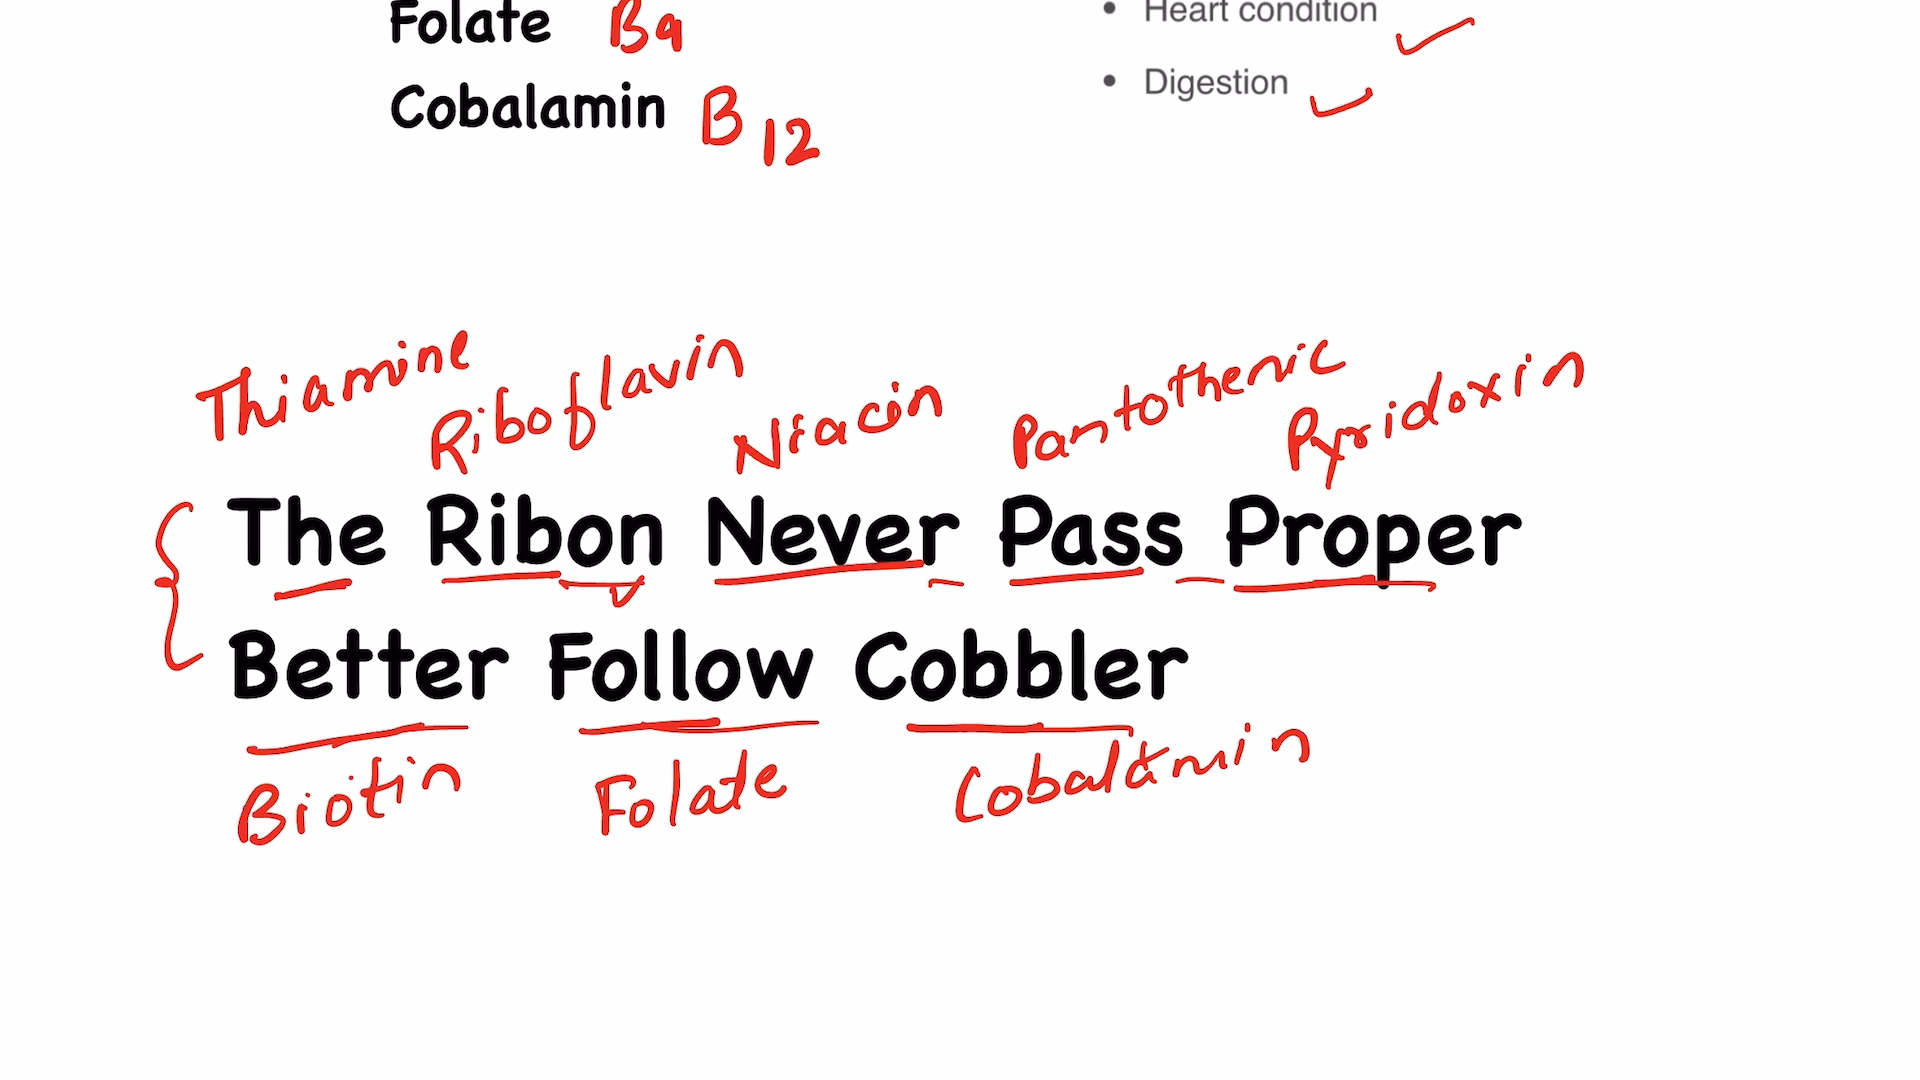 Folate B9
• Heart condition
Cobalamin B12
• Digestion
Thiamine Riboflavin Niacin Pantothenic Pyridoxin
The Ribon Never Pass Proper
Better Follow Cobbler
Biotin Folate Cobalamin